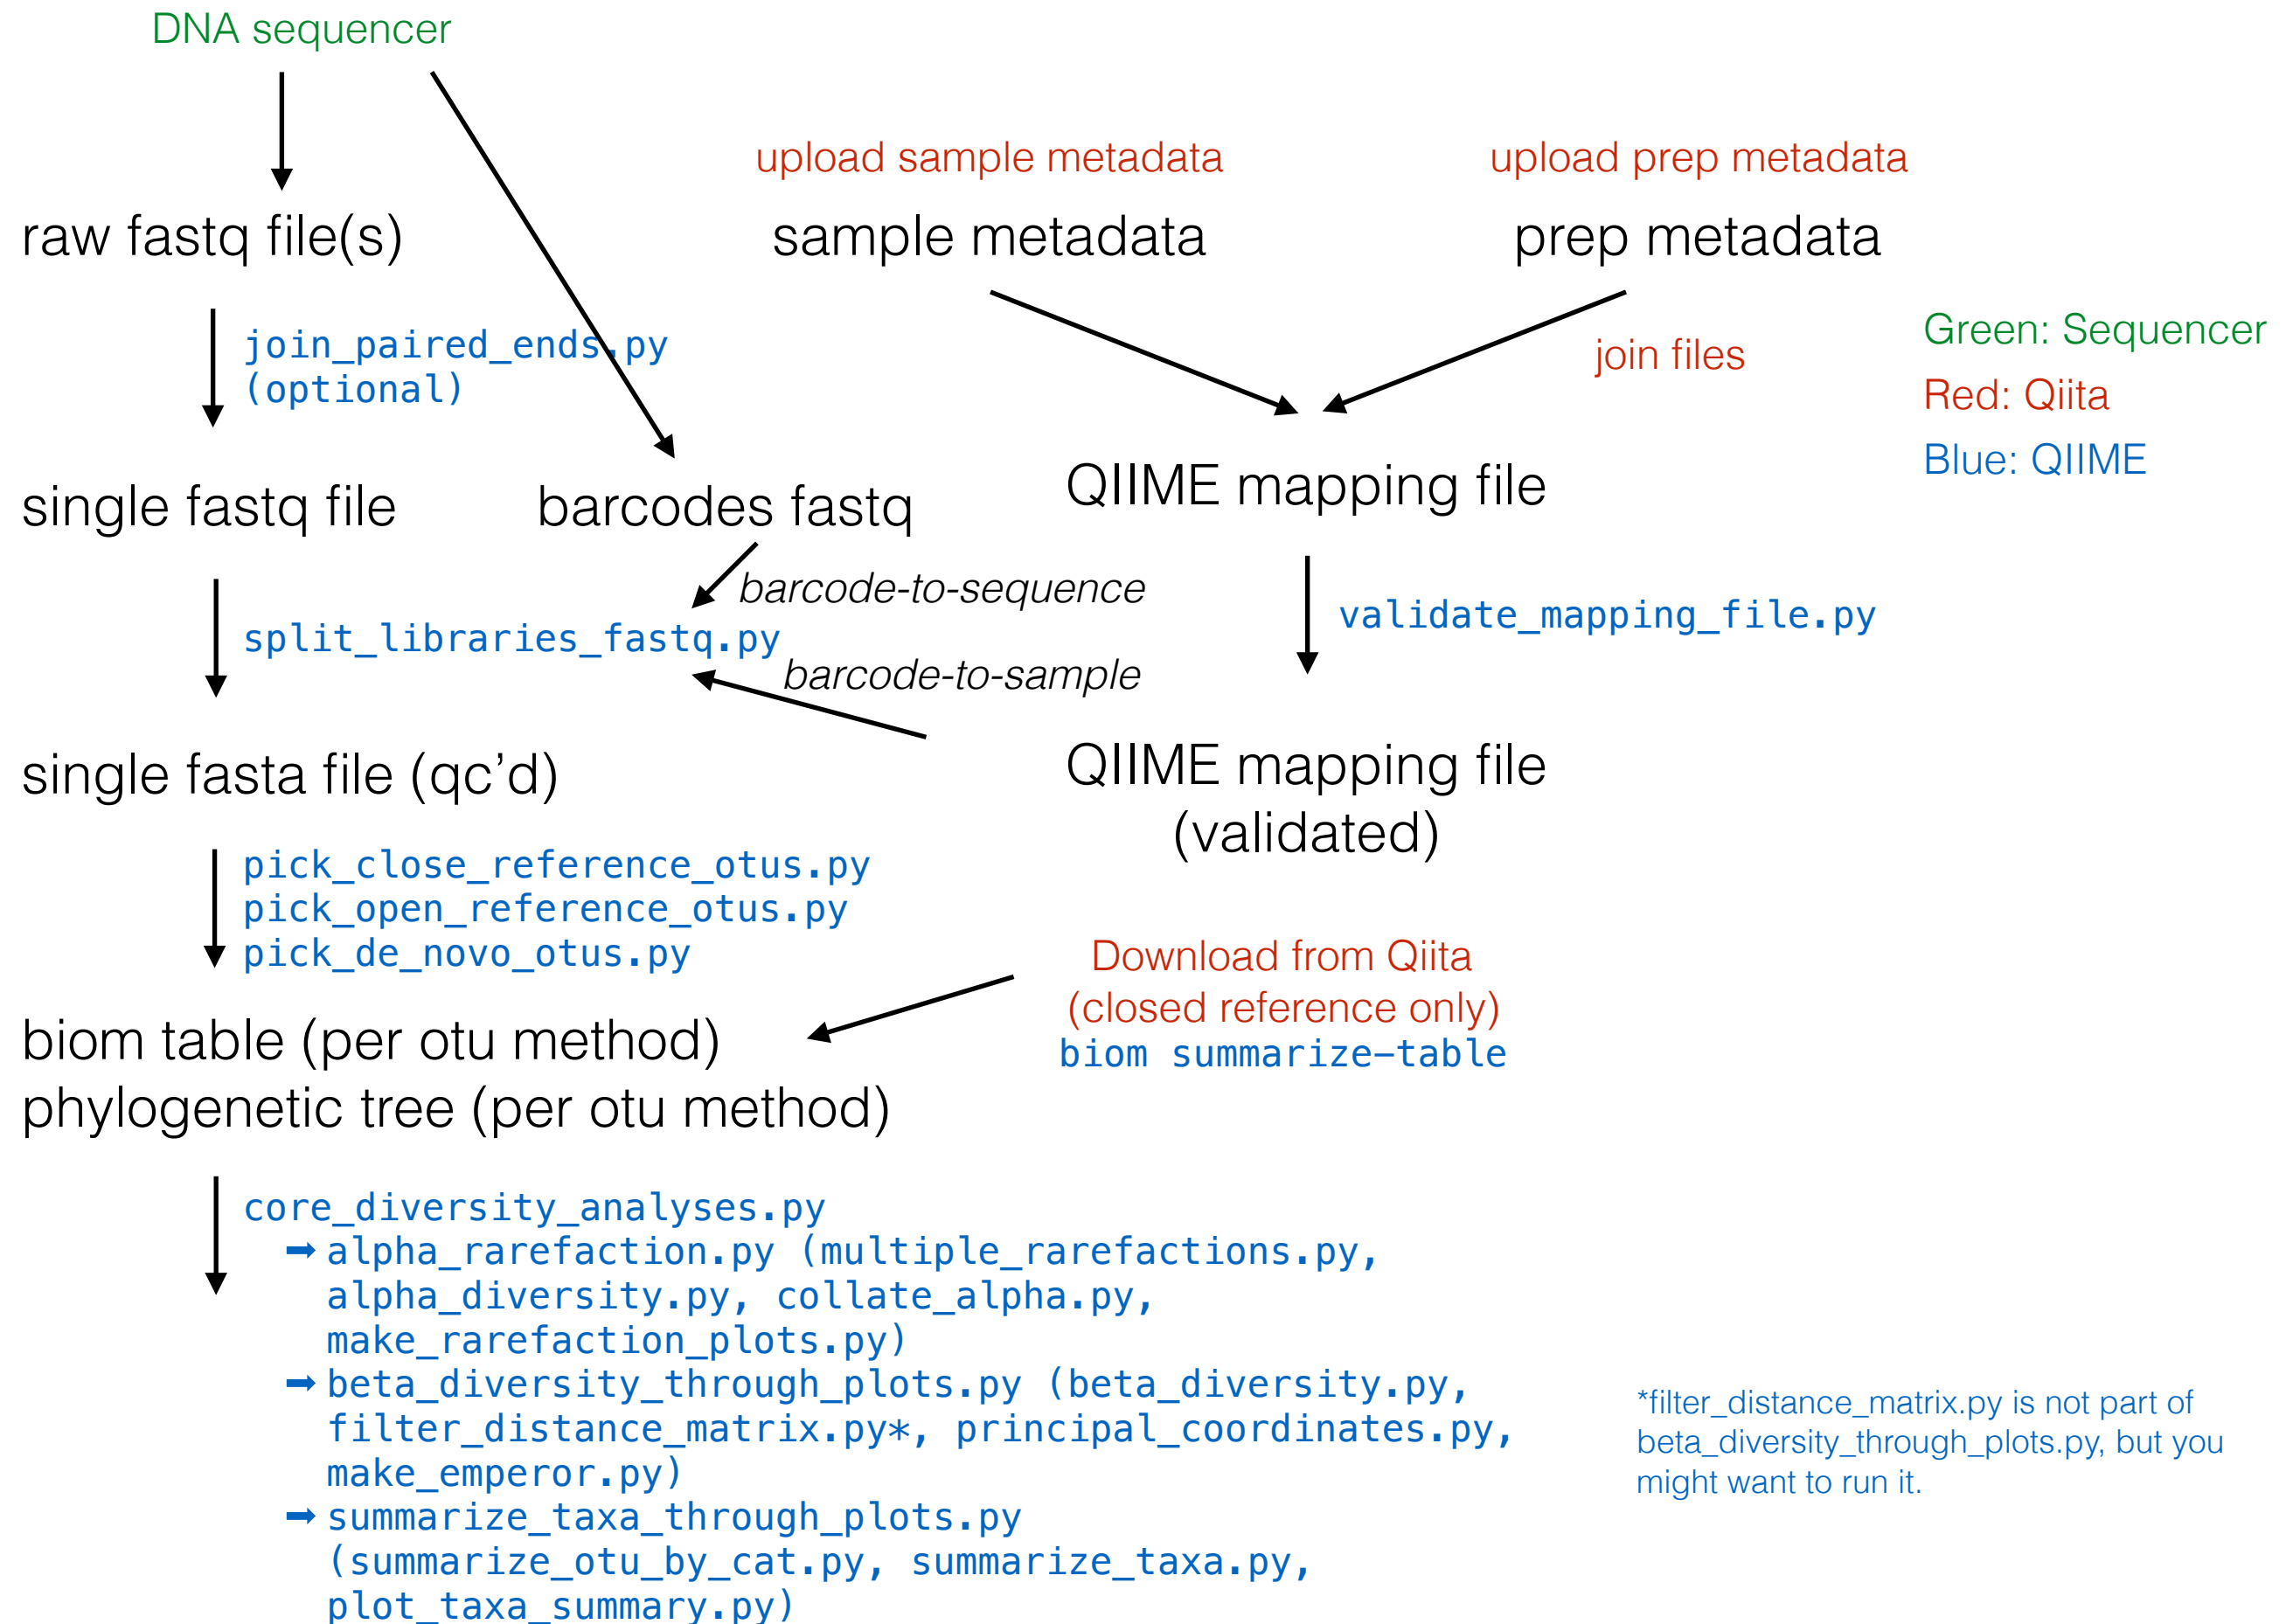 DNA sequencer
upload sample metadata
upload prep metadata
raw fastq file(s)
sample metadata
prep metadata
join_paired_ends.py
(optional)
join files
Green: Sequencer
Red: Qiita
Blue: QIIME
single fastq file
barcodes fastq
QIIME mapping file
barcode-to-sequence
split_libraries_fastq.py
validate_mapping_file.py
barcode-to-sample
single fasta file (qc’d)
QIIME mapping file
(validated)
pick_close_reference_otus.py
pick_open_reference_otus.py
pick_de_novo_otus.py
Download from Qiita
(closed reference only)
biom summarize-table
biom table (per otu method)
phylogenetic tree (per otu method)
core_diversity_analyses.py
➡ alpha_rarefaction.py (multiple_rarefactions.py,
alpha_diversity.py, collate_alpha.py,
make_rarefaction_plots.py)
➡ beta_diversity_through_plots.py (beta_diversity.py,
filter_distance_matrix.py*, principal_coordinates.py,
make_emperor.py)
➡ summarize_taxa_through_plots.py
(summarize_otu_by_cat.py, summarize_taxa.py,
plot_taxa_summary.py)
*filter_distance_matrix.py is not part of
beta_diversity_through_plots.py, but you
might want to run it.